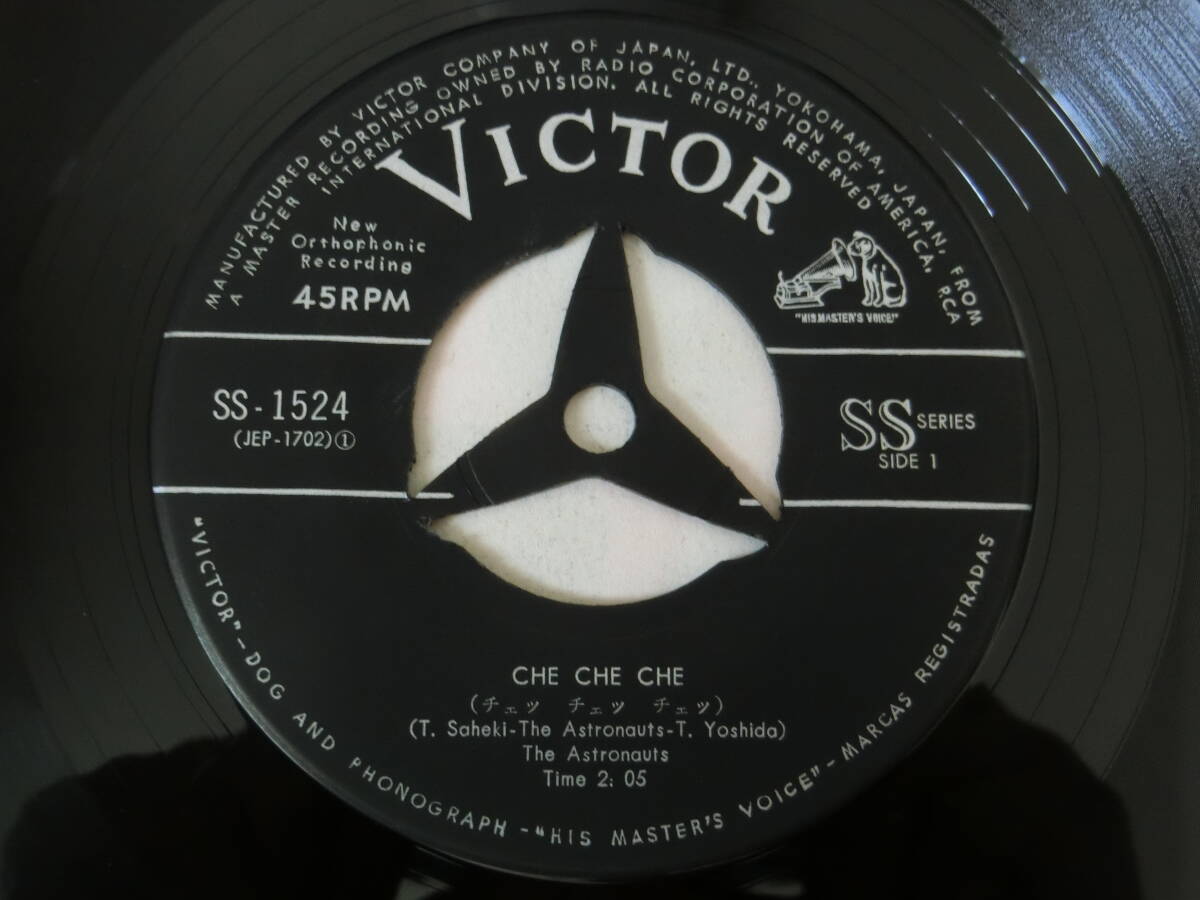 MANUFACTURED BY VICTOR COMPANY OF JAPAN, LTD., YOKOHAMA, JAPAN, FROM
A MASTER RECORDING OWNED BY RADIO CORPORATION OF AMERICA, RCA
INTERNATIONAL DIVISION. ALL RIGHTS RESERVED
VICTOR
New
Orthophonic
Recording
45RPM
"HIS MASTER'S VOICE"
SS-1524
(JEP-1702)①
SS SERIES
SIDE 1
CHE CHE CHE
(チェッ チェッ チェッ)
(T. Saheki-The Astronauts-T. Yoshida)
The Astronauts
Time 2: 05
"VICTOR"-DOG AND PHONOGRAPH-"HIS MASTER'S VOICE"-MARCAS REGISTRADAS